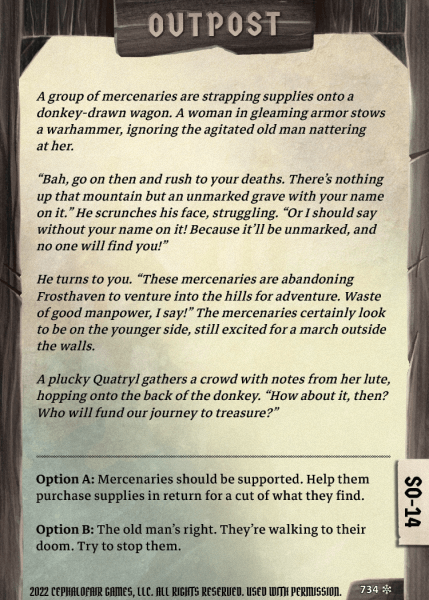 OUTPOST
A group of mercenaries are strapping supplies onto a
donkey-drawn wagon. A woman in gleaming armor stows
a warhammer, ignoring the agitated old man nattering
at her.
“Bah, go on then and rush to your deaths. There’s nothing
up that mountain but an unmarked grave with your name
on it.” He scrunches his face, struggling. “Or I should say
without your name on it! Because it’ll be unmarked, and
no one will find you!”
He turns to you. “These mercenaries are abandoning
Frosthaven to venture into the hills for adventure. Waste
of good manpower, I say!” The mercenaries certainly look
to be on the younger side, still excited for a march outside
the walls.
A plucky Quatryl gathers a crowd with notes from her lute,
hopping onto the back of the donkey. “How about it, then?
Who will fund our journey to treasure?”
Option A: Mercenaries should be supported. Help them
purchase supplies in return for a cut of what they find.
Option B: The old man’s right. They’re walking to their
doom. Try to stop them.
SO-14
2022 CEPHALOFAIR GAMES, LLC. ALL RIGHTS RESERVED. USED WITH PERMISSION.
734